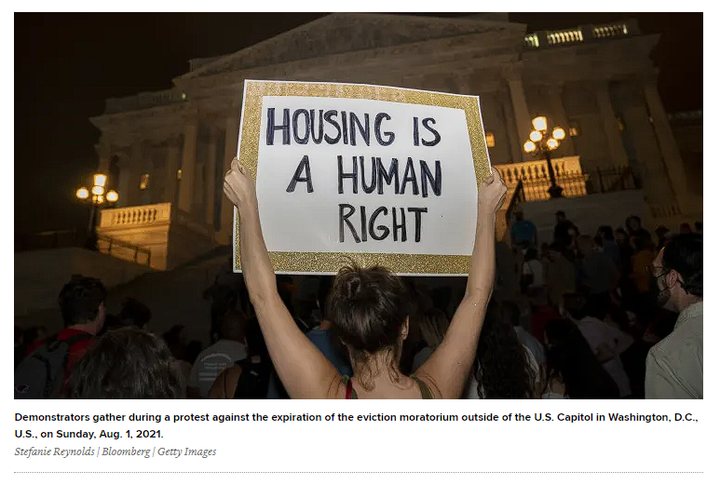 HOUSING IS
A HUMAN
RIGHT
Demonstrators gather during a protest against the expiration of the eviction moratorium outside of the U.S. Capitol in Washington, D.C.,
U.S., on Sunday, Aug. 1, 2021.
Stefanie Reynolds | Bloomberg | Getty Images